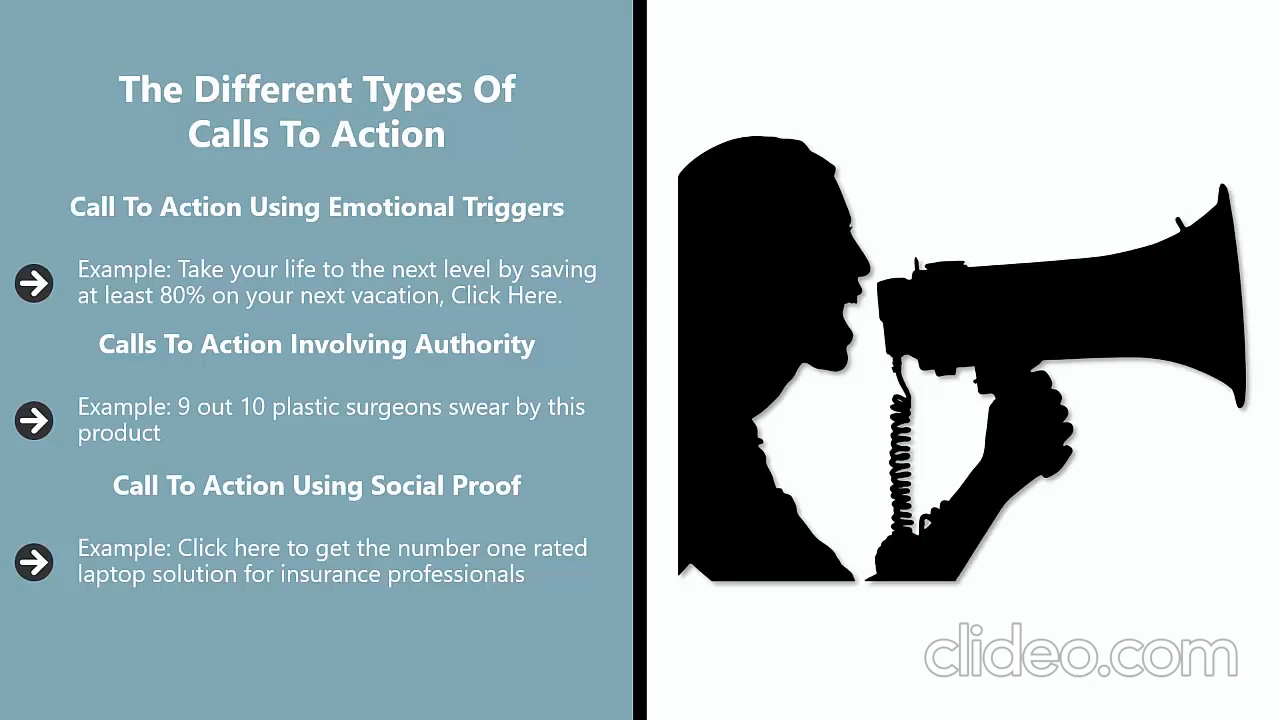 The Different Types Of
Calls To Action
Call To Action Using Emotional Triggers
Example: Take your life to the next level by saving
at least 80% on your next vacation, Click Here.
Calls To Action Involving Authority
Example: 9 out 10 plastic surgeons swear by this
product
Call To Action Using Social Proof
Example: Click here to get the number one rated
laptop solution for insurance professionals
clideo.com